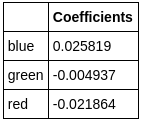 Coefficients
blue 0.025819
green -0.004937
red -0.021864